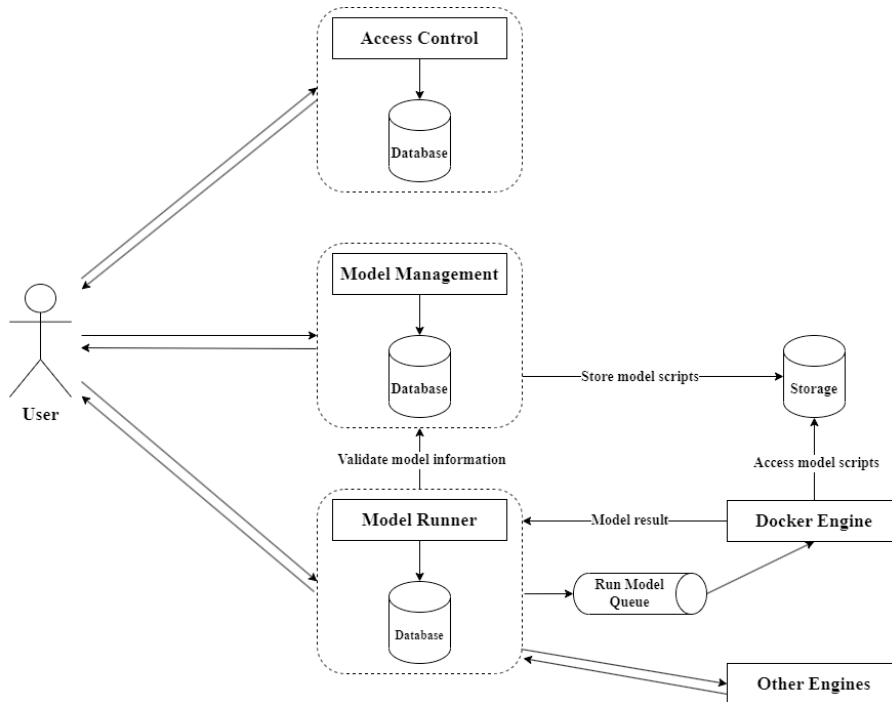 Access Control
Database
Model Management
Database
Store model scripts
Storage
User
Validate model information
Access model scripts
Model Runner
Model result
Docker Engine
Run Model
Queue
Database
Other Engines